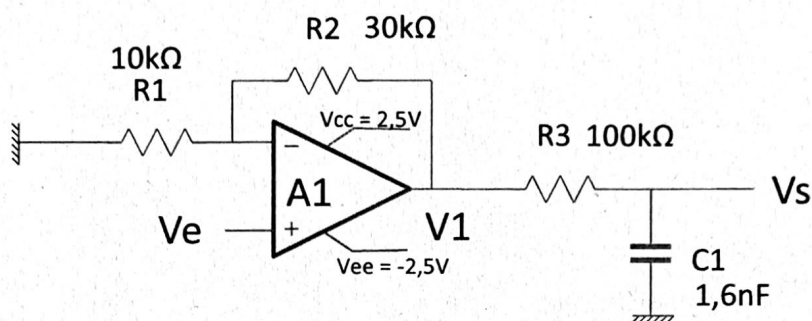 R2 30kΩ
10kΩ
R1
Vcc = 2,5V
−
A1
+
Ve
Vee = -2,5V
V1
R3 100kΩ
Vs
C1
1,6nF